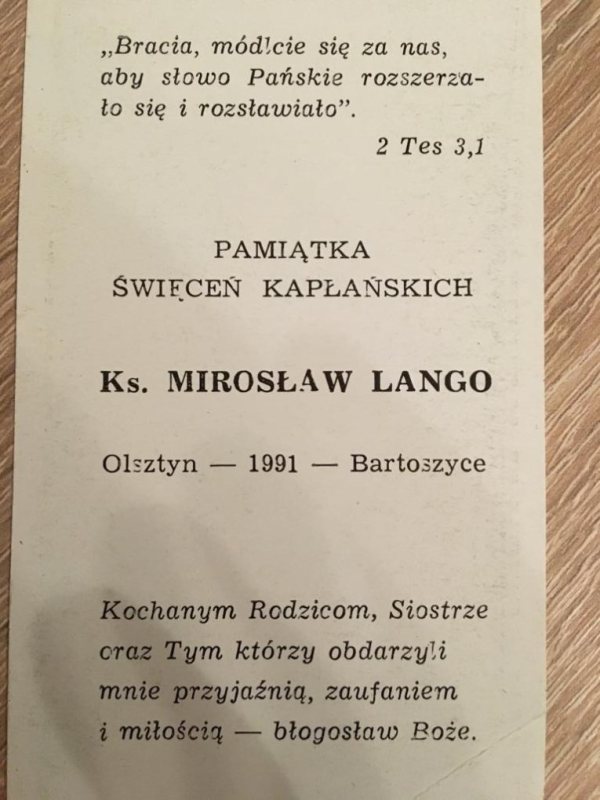 „Bracia, módlcie się za nas,
aby słowo Pańskie rozszerza-
ło się i rozsławiało”.
2 Tes 3,1
PAMIĄTKA
ŚWIĘCEŃ KAPŁAŃSKICH
Ks. MIROSŁAW LANGO
Olsztyn — 1991 — Bartoszyce
Kochanym Rodzicom, Siostrze
oraz Tym którzy obdarzyli
mnie przyjaźnią, zaufaniem
i miłością — błogosław Boże.